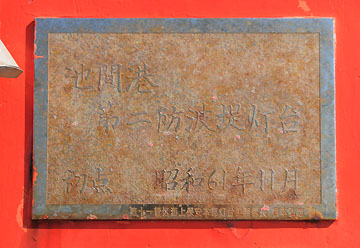 池間港
第二防波堤灯台
初点 昭和61年11月